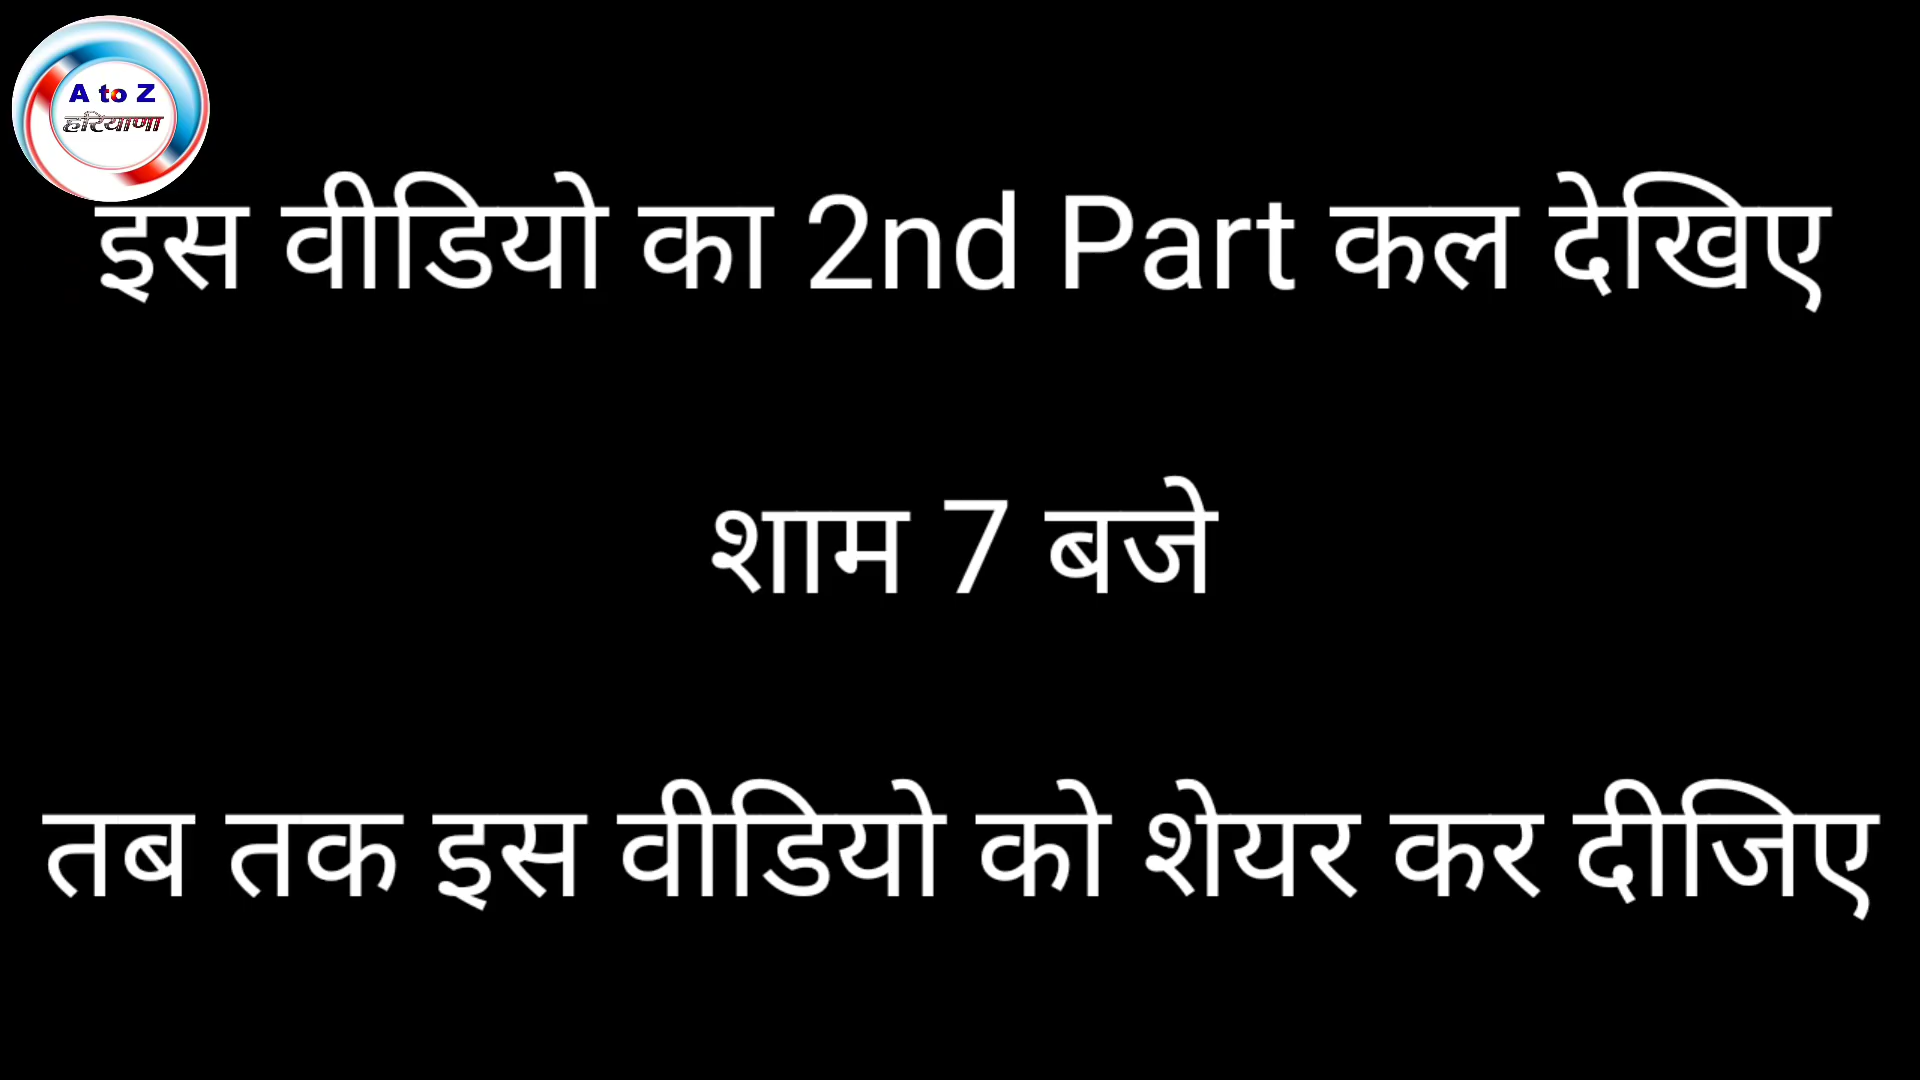 A to Z
हरियाणा
इस वीडियो का 2nd Part कल देखिए
शाम 7 बजे
तब तक इस वीडियो को शेयर कर दीजिए